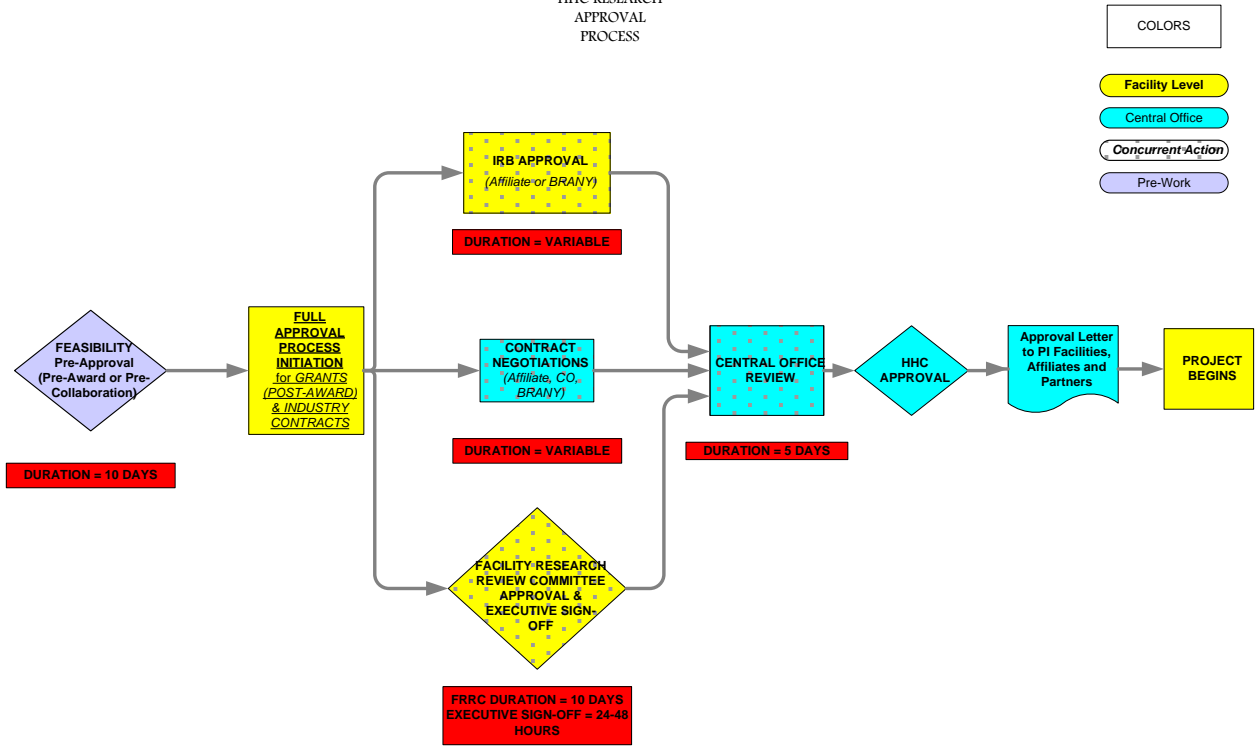 HHC RESEARCH
APPROVAL
PROCESS
COLORS
Facility Level
Central Office
Concurrent Action
Pre-Work
IRB APPROVAL
(Affiliate or BRANY)
DURATION = VARIABLE
FEASIBILITY
Pre-Approval
(Pre-Award or Pre-
Collaboration)
DURATION = 10 DAYS
FULL
APPROVAL
PROCESS
INITIATION
for GRANTS
(POST-AWARD)
& INDUSTRY
CONTRACTS
CONTRACT
NEGOTIATIONS
(Affiliate, CO,
BRANY)
DURATION = VARIABLE
CENTRAL OFFICE
REVIEW
DURATION = 5 DAYS
HHC
APPROVAL
Approval Letter
to PI Facilities,
Affiliates and
Partners
PROJECT
BEGINS
FACILITY RESEARCH
REVIEW COMMITTEE
APPROVAL &
EXECUTIVE SIGN-
OFF
FRRC DURATION = 10 DAYS
EXECUTIVE SIGN-OFF = 24-48
HOURS